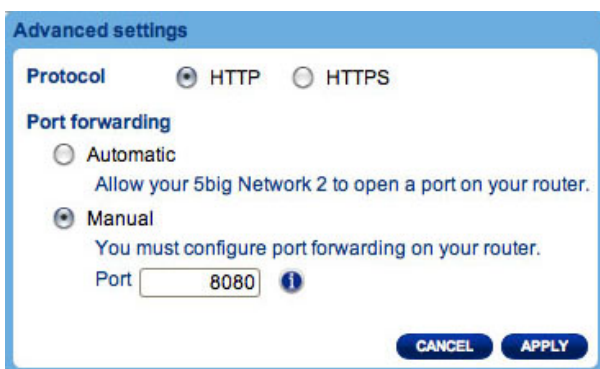 Advanced settings
Protocol HTTP HTTPS
Port forwarding
Automatic
Allow your 5big Network 2 to open a port on your router.
Manual
You must configure port forwarding on your router.
Port 8080 i
CANCEL APPLY